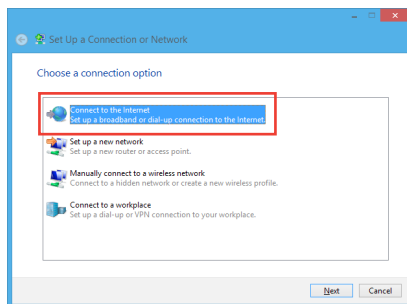 Set Up a Connection or Network
Choose a connection option
Connect to the Internet
Set up a broadband or dial-up connection to the Internet.
Set up a new network
Set up a new router or access point.
Manually connect to a wireless network
Connect to a hidden network or create a new wireless profile.
Connect to a workplace
Set up a dial-up or VPN connection to your workplace.
Next Cancel